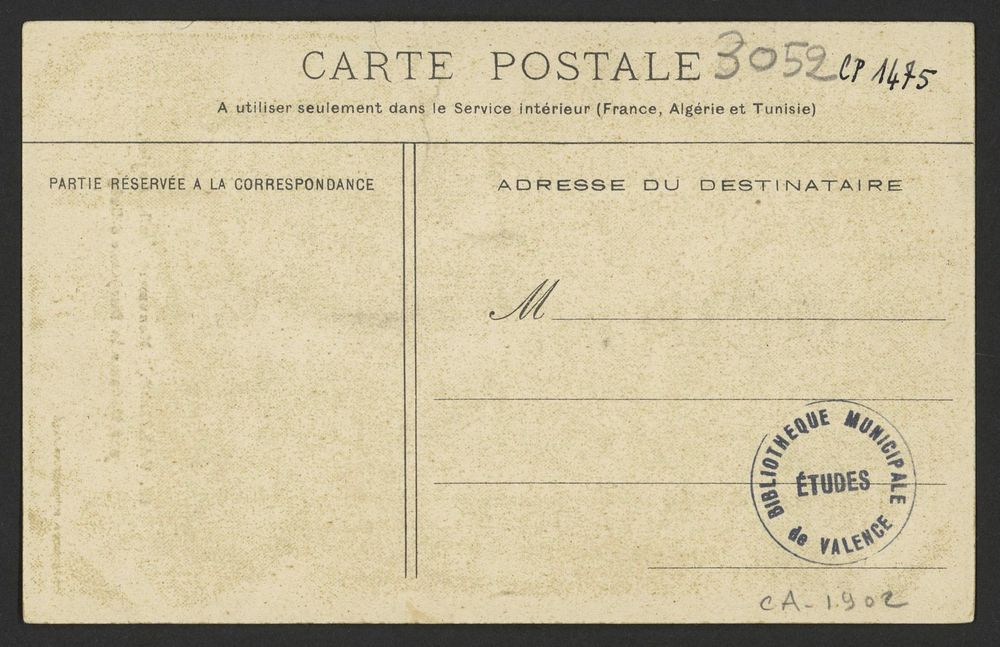 CARTE POSTALE 3052 CP 1475
A utiliser seulement dans le Service intérieur (France, Algérie et Tunisie)
PARTIE RÉSERVÉE A LA CORRESPONDANCE
ADRESSE DU DESTINATAIRE
M
BIBLIOTHEQUE MUNICIPALE
ÉTUDES
de VALENCE
CA-1902